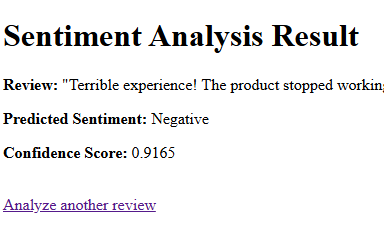 Sentiment Analysis Result
Review: "Terrible experience! The product stopped working
Predicted Sentiment: Negative
Confidence Score: 0.9165
Analyze another review